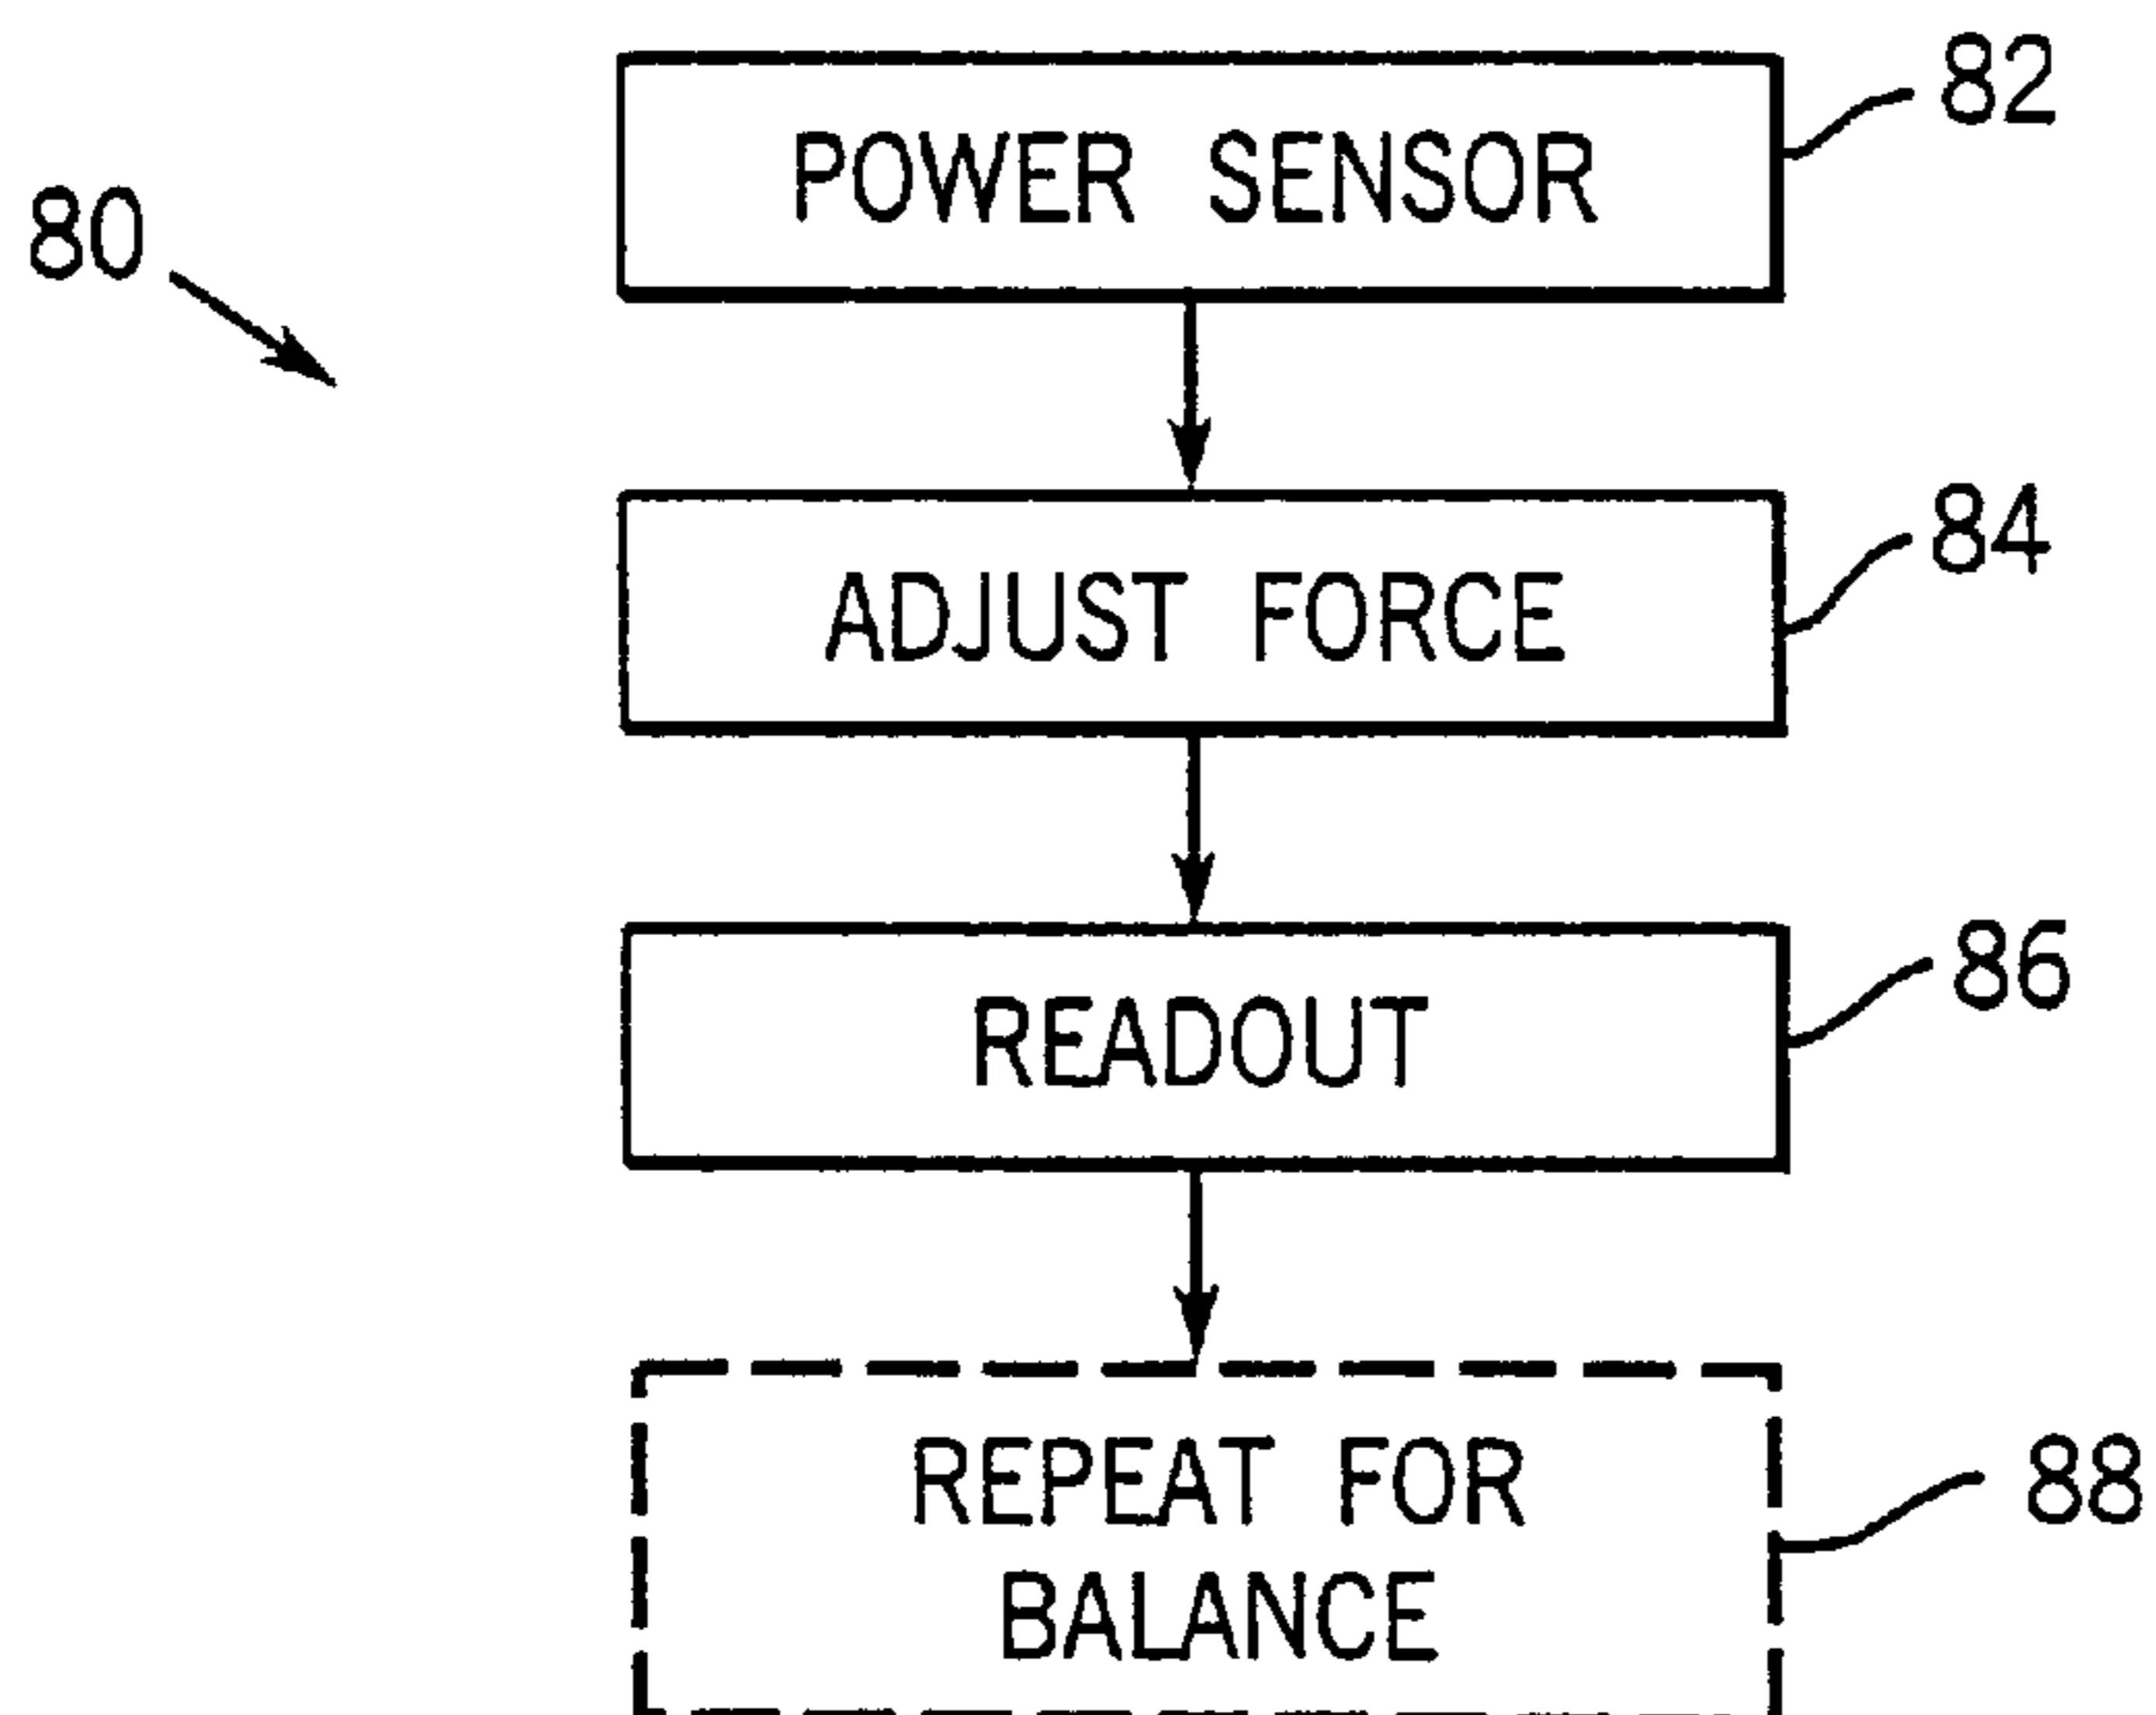 82
POWER SENSOR
80
84
ADJUST FORCE
86
READOUT
88
REPEAT FOR
BALANCE